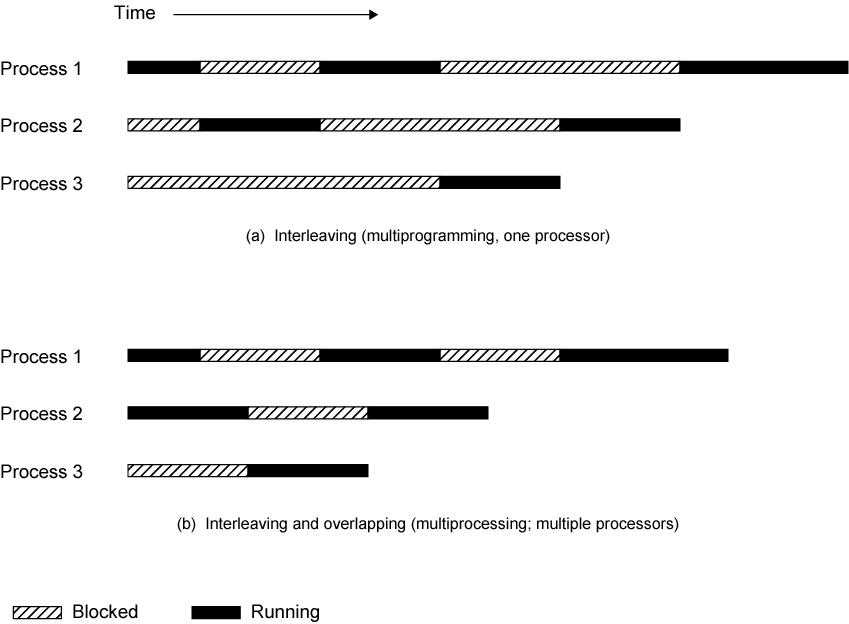 Time
Process 1
Process 2
Process 3
(a) Interleaving (multiprogramming, one processor)
Process 1
Process 2
Process 3
(b) Interleaving and overlapping (multiprocessing; multiple processors)
Blocked Running